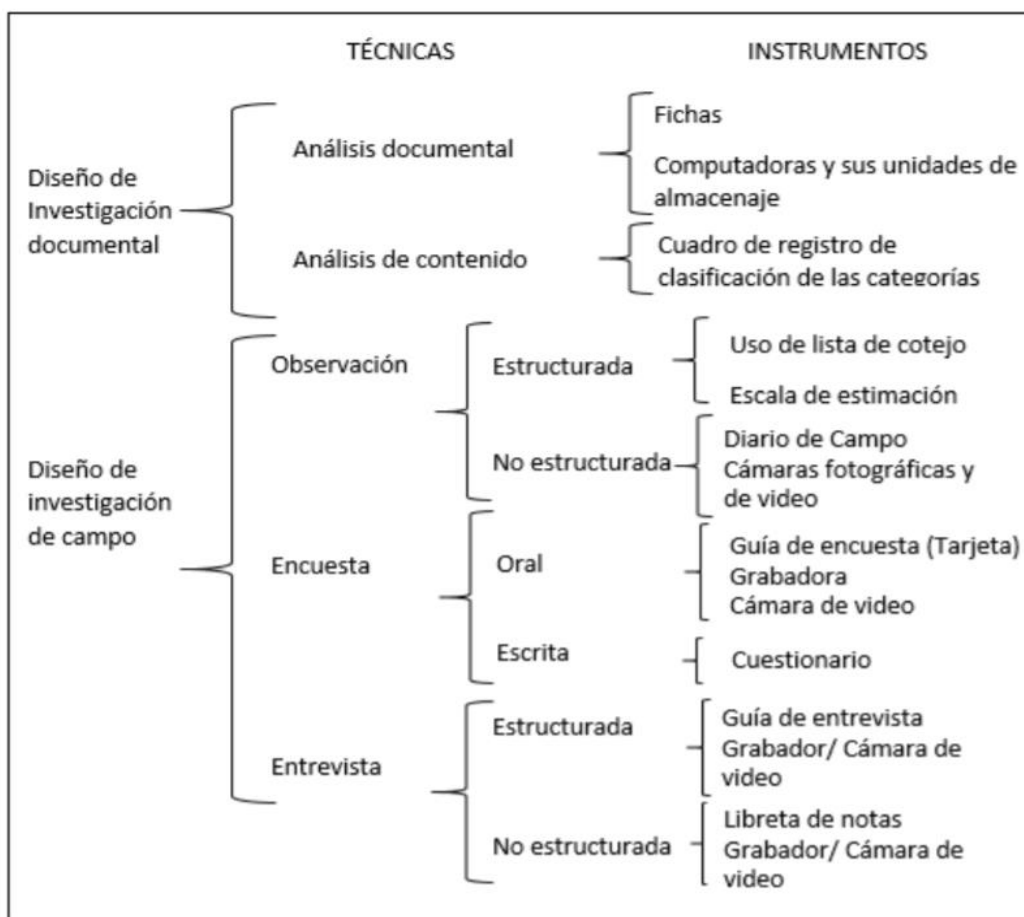 TÉCNICAS
INSTRUMENTOS
Diseño de
Investigación
documental
Análisis documental
Fichas
Computadoras y sus unidades de
almacenaje
Análisis de contenido
Cuadro de registro de
clasificación de las categorías
Diseño de
investigación
de campo
Observación
Estructurada
Uso de lista de cotejo
Escala de estimación
No estructurada
Diario de Campo
Cámaras fotográficas y
de video
Encuesta
Oral
Guía de encuesta (Tarjeta)
Grabadora
Cámara de video
Escrita
Cuestionario
Entrevista
Estructurada
Guía de entrevista
Grabador/ Cámara de
video
No estructurada
Libreta de notas
Grabador/ Cámara de
video